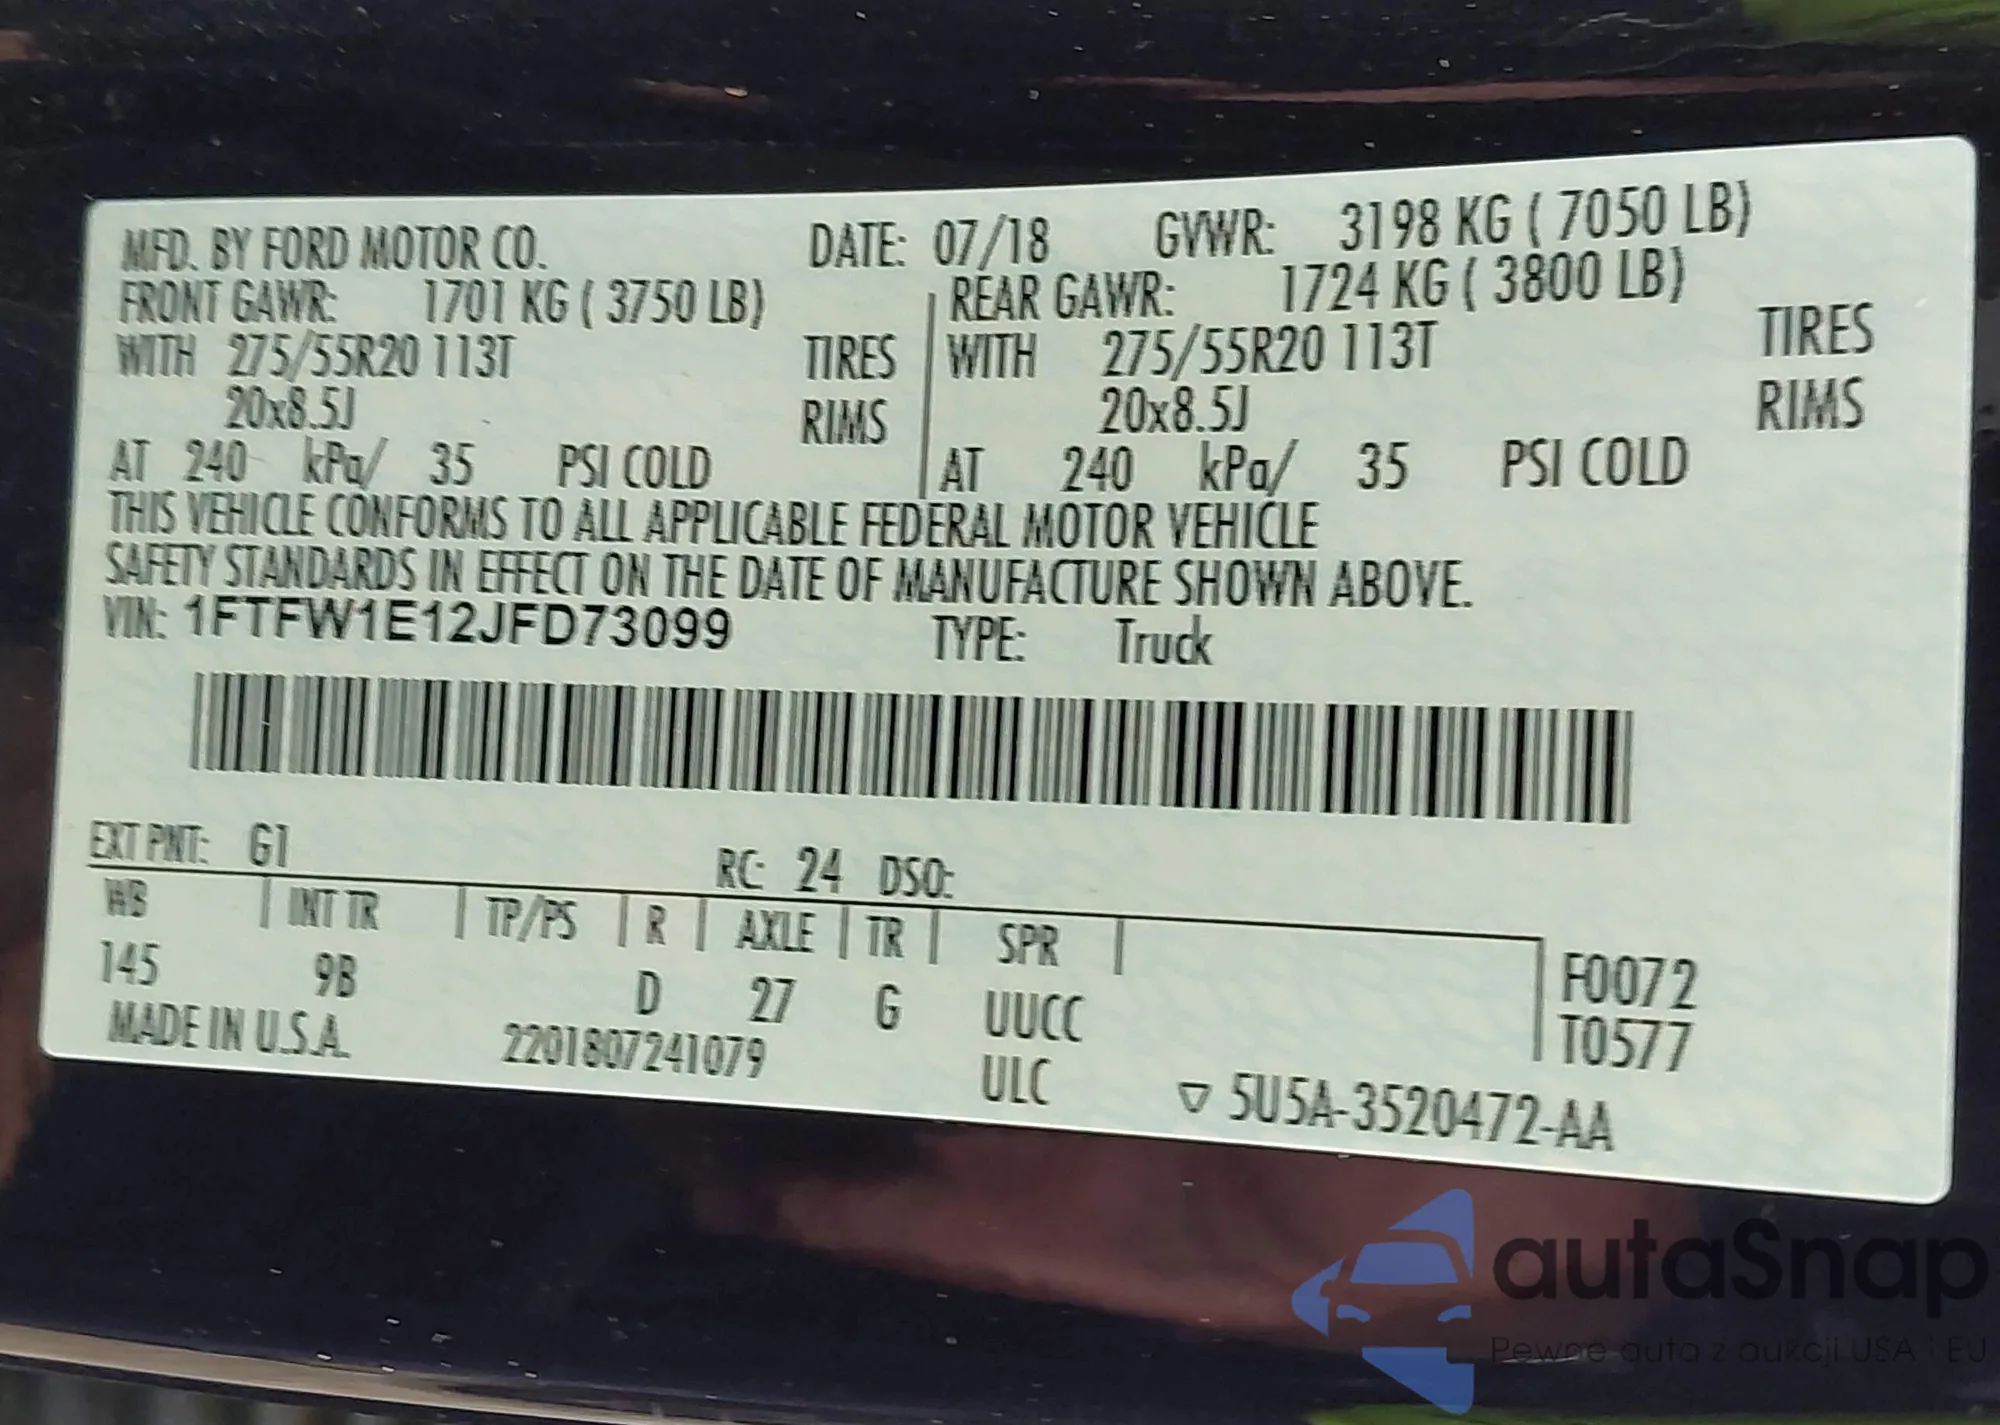 MFD. BY FORD MOTOR CO. DATE: 07/18 GVWR: 3198 KG ( 7050 LB)
FRONT GAWR: 1701 KG ( 3750 LB) REAR GAWR: 1724 KG ( 3800 LB)
WITH 275/55R20 113T TIRES WITH 275/55R20 113T TIRES
20x8.5J RIMS 20x8.5J RIMS
AT 240 kPa/ 35 PSI COLD AT 240 kPa/ 35 PSI COLD
THIS VEHICLE CONFORMS TO ALL APPLICABLE FEDERAL MOTOR VEHICLE
SAFETY STANDARDS IN EFFECT ON THE DATE OF MANUFACTURE SHOWN ABOVE.
VIN: 1FTFW1E12JFD73099 TYPE: Truck
EXT PNT: G1 RC: 24 DSO:
WB | INT TR | TP/PS | R | AXLE | TR | SPR |
145 9B D 27 G UUCC F0072
MADE IN U.S.A. 2201807241079 ULC T0577
▽ 5U5A-3520472-AA
autaSnap
Pewne auta z aukcji USA i EU